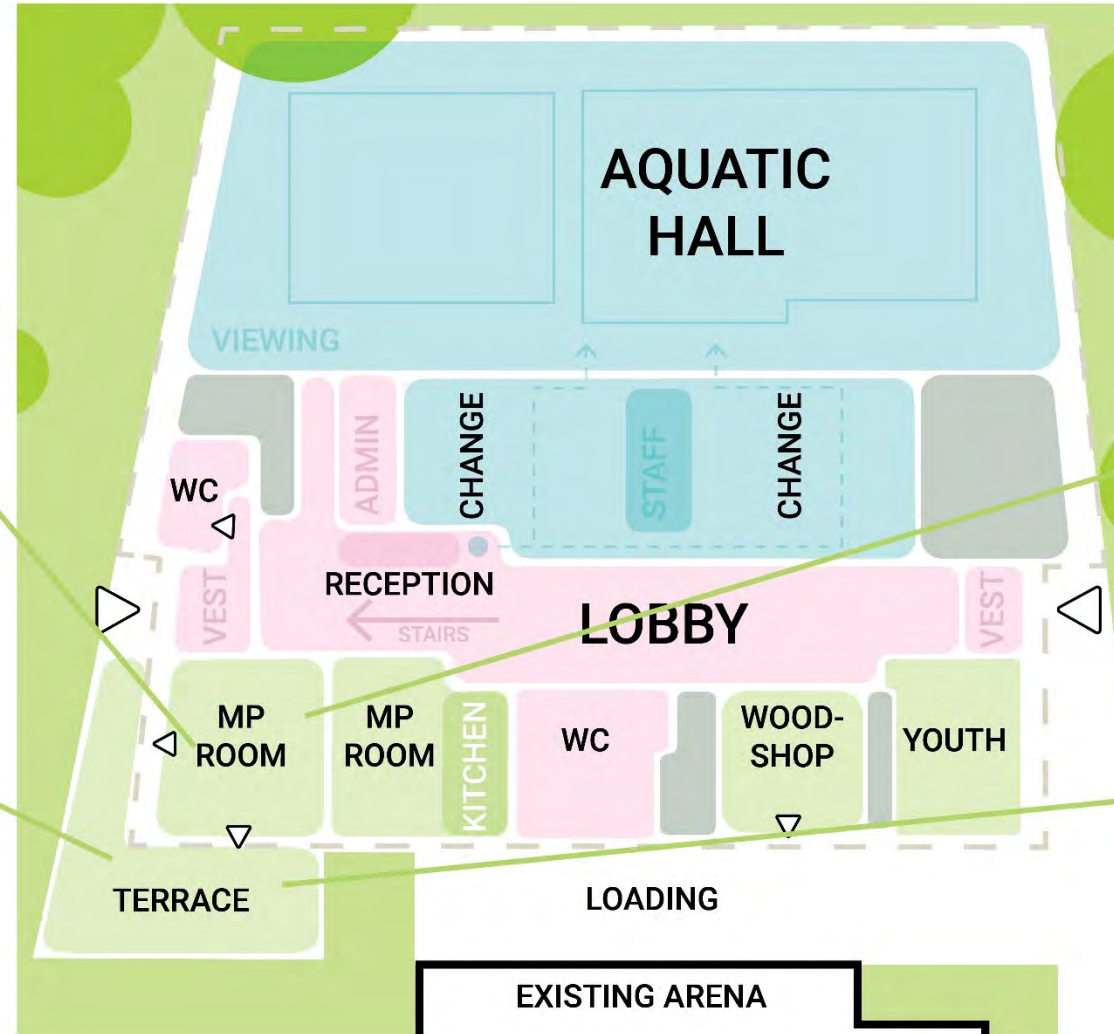 AQUATIC
HALL
VIEWING
ADMIN
CHANGE
STAFF
CHANGE
WC
VEST
RECEPTION
STAIRS
LOBBY
VEST
MP
ROOM
MP
ROOM
KITCHEN
WC
WOOD-
SHOP
YOUTH
TERRACE
LOADING
EXISTING ARENA